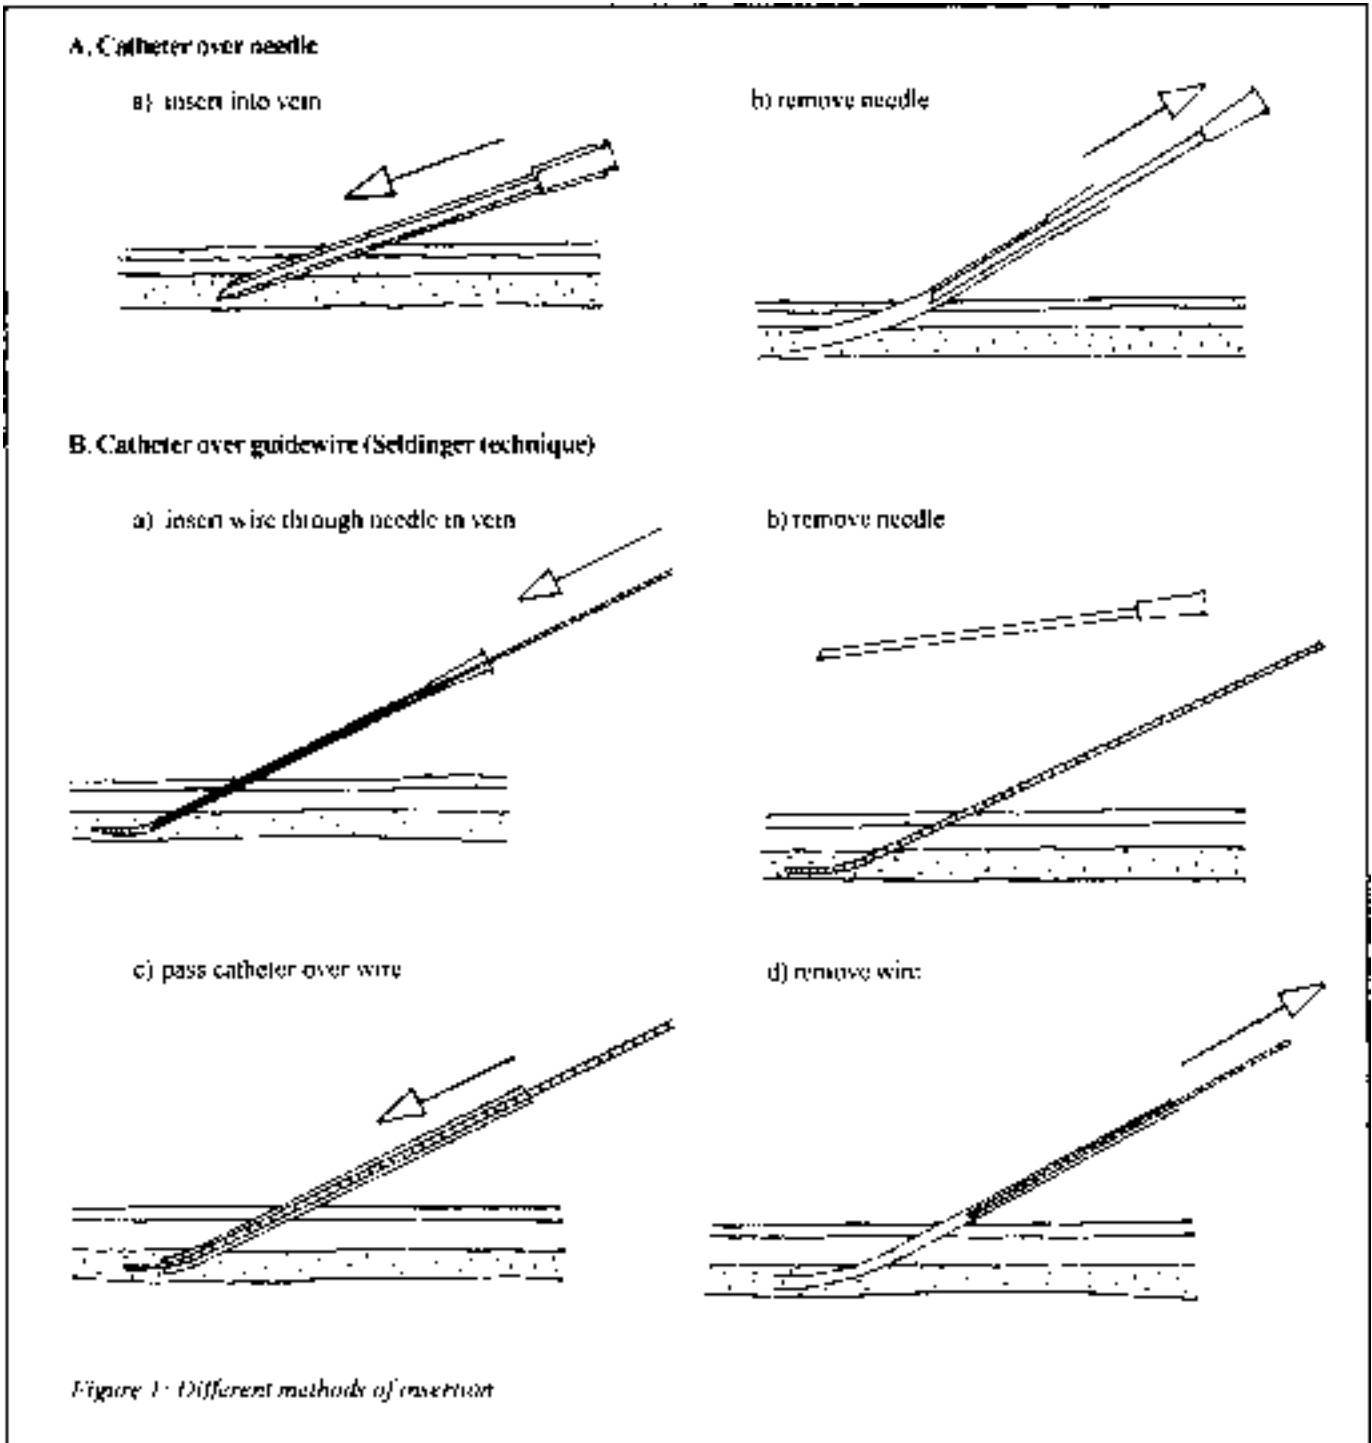 A. Catheter over needle
a) insert into vein
b) remove needle
B. Catheter over guidewire (Seldinger technique)
a) insert wire through needle in vein
b) remove needle
c) pass catheter over wire
d) remove wire
Figure 1: Different methods of insertion